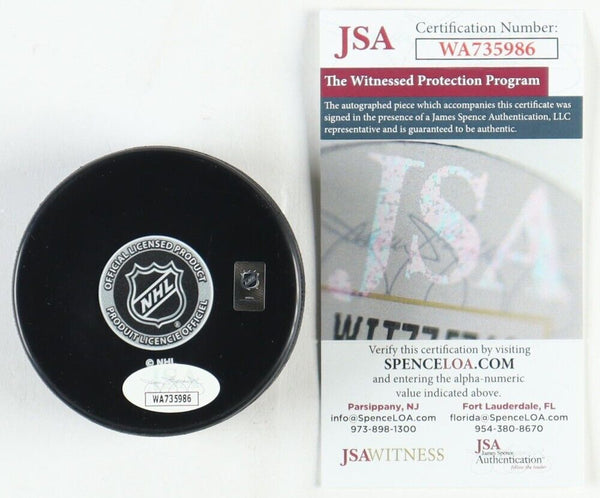 OFFICIAL LICENSED PRODUCT
NHL
®
PRODUIT LICENCIÉ OFFICIEL
© NHL
WA735986
JSA
Certification Number:
WA735986
The Witnessed Protection Program
The autographed piece which accompanies this certificate was
signed in the presence of a James Spence Authentication, LLC
representative and is guaranteed to be authentic.
JSA
Verify this certification by visiting
SPENCELOA.COM
and entering the alpha-numeric
value indicated above.
Parsippany, NJ
info@SpenceLOA.com
973-898-1300
Fort Lauderdale, FL
florida@SpenceLOA.com
954-380-8670
JSAWITNESS
JSA
James Spence
Authentication